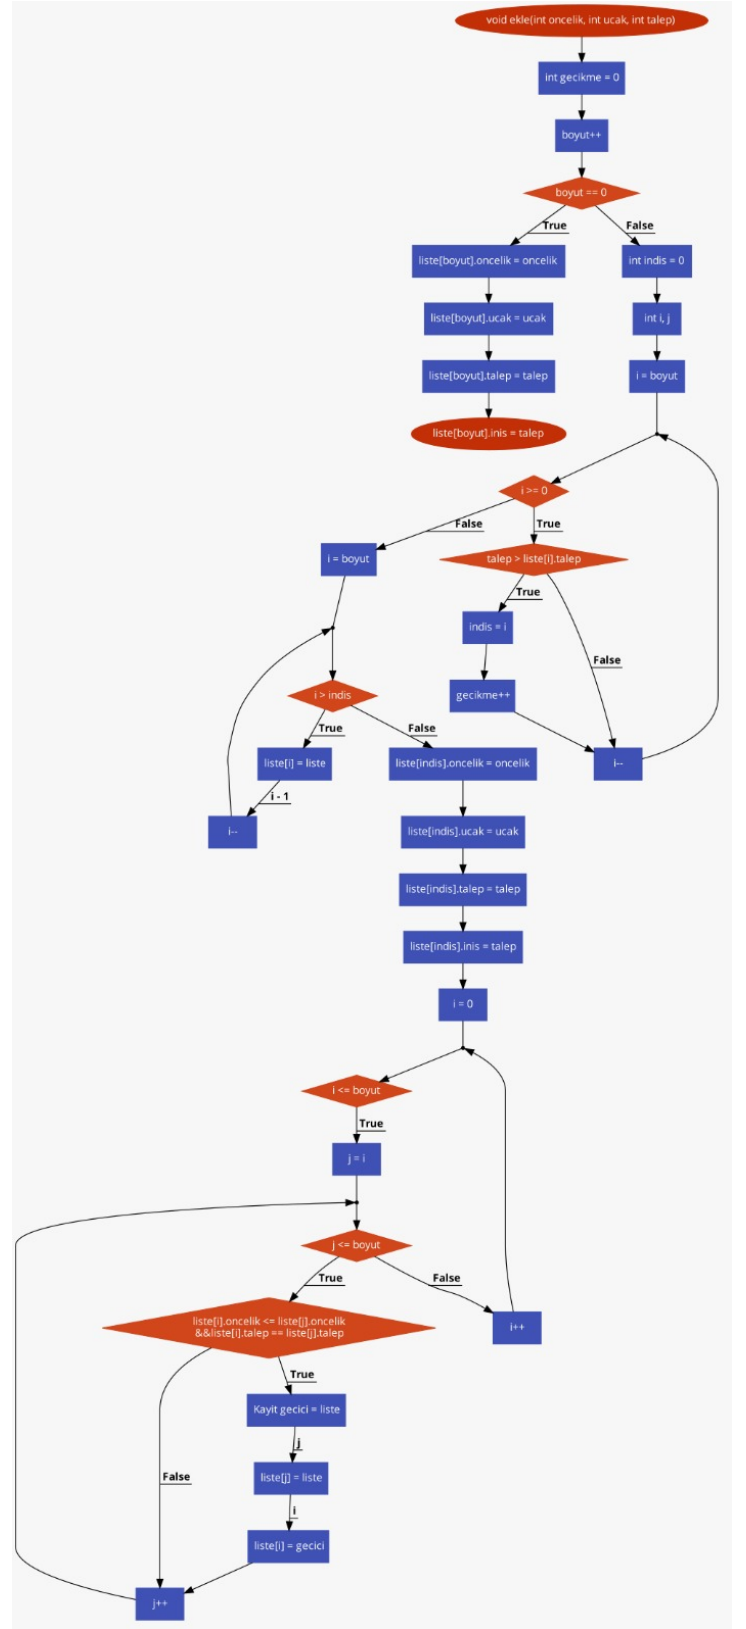 void ekle(int oncelik, int ucak, int talep)
int gecikme = 0
boyut++
boyut == 0
True
False
liste[boyut].oncelik = oncelik
int indis = 0
liste[boyut].ucak = ucak
int i, j
liste[boyut].talep = talep
i = boyut
liste[boyut].inis = talep
i >= 0
False
True
i = boyut
talep > liste[i].talep
True
indis = i
False
i > indis
gecikme++
True
False
liste[i] = liste
liste[indis].oncelik = oncelik
i--
i - 1
i--
liste[indis].ucak = ucak
liste[indis].talep = talep
liste[indis].inis = talep
i = 0
i <= boyut
True
j = i
j <= boyut
True
False
liste[i].oncelik <= liste[j].oncelik
&&liste[i].talep == liste[j].talep
i++
True
Kayit gecici = liste
j
False
liste[j] = liste
i
liste[i] = gecici
j++